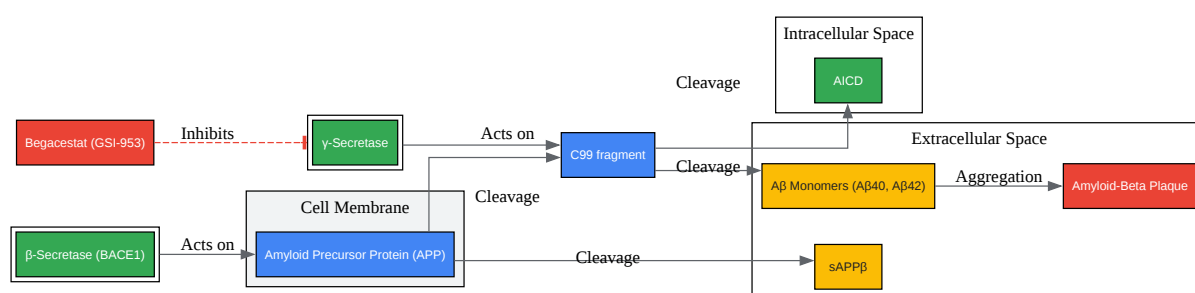 Intracellular Space
AICD
Cleavage
Begacestat (GSI-953)
Inhibits
γ-Secretase
Acts on
C99 fragment
Cleavage
Extracellular Space
Aβ Monomers (Aβ40, Aβ42)
Aggregation
Amyloid-Beta Plaque
Cleavage
Cell Membrane
β-Secretase (BACE1)
Acts on
Amyloid Precursor Protein (APP)
Cleavage
sAPPβ